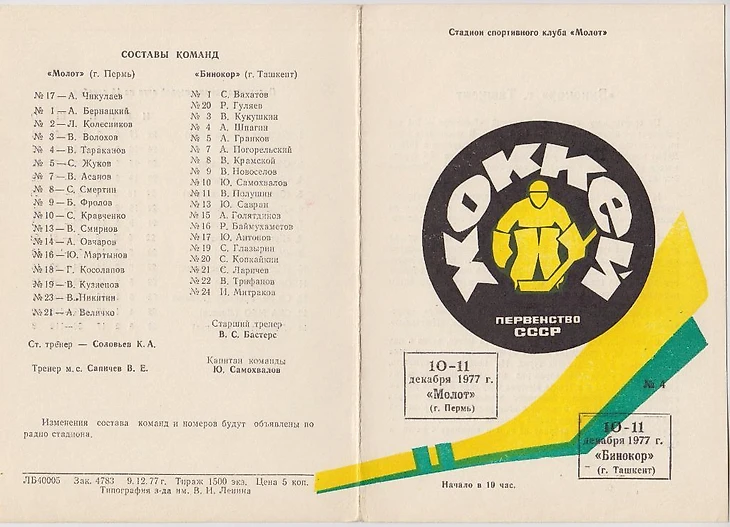 СОСТАВЫ КОМАНД
«Молот» (г. Пермь)
№ 17 — А. Чикулаев
№ 1 — А. Вернацкий
№ 2 — Л. Колесников
№ 3 — В. Волохов
№ 4 — В. Тараканов
№ 5 — С. Жуков
№ 7 — В. Асанов
№ 8 — С. Смертин
№ 9 — Б. Фролов
№ 10 — С. Кравченко
№ 13 — В. Смирнов
№ 14 — А. Овчаров
№ 16 — Ю. Мартынов
№ 18 — Г. Косолапов
№ 19 — В. Кузнецов
№ 23 — В. Никитин
№ 21 — А. Величко
Ст. тренер — Соловьев К. А.
Тренер м. с. Сапичев В. Е.
«Бинокор» (г. Ташкент)
№ 1 С. Вахатов
№ 20 Р. Гуляев
№ 3 В. Кукушкин
№ 4 А. Шпагин
№ 5 А. Гранков
№ 7 А. Погорельский
№ 8 В. Крамской
№ 9 В. Новоселов
№ 10 Ю. Самохвалов
№ 11 В. Полушин
№ 13 Ю. Савран
№ 15 А. Голятдиков
№ 16 Р. Баймухаметов
№ 17 Ю. Антонов
№ 19 С. Глазырин
№ 20 С. Копкайкин
№ 21 С. Ларичев
№ 22 В. Трифанов
№ 24 И. Митраков
Старший тренер
В. С. Бастерс
Капитан команды
Ю. Самохвалов
Изменения состава команд и номеров будут объявлены по
радио стадиона.
ЛБ40005 Зак. 4783 9.12.77 г. Тираж 1500 экз. Цена 5 коп.
Типография з-да им. В. И. Ленина
Стадион спортивного клуба «Молот»
ХОККЕЙ
ПЕРВЕНСТВО
СССР
10-11
декабря 1977 г.
«Молот»
(г. Пермь)
№ 4
10-11
декабря 1977 г.
«Бинокор»
(г. Ташкент)
Начало в 19 час.